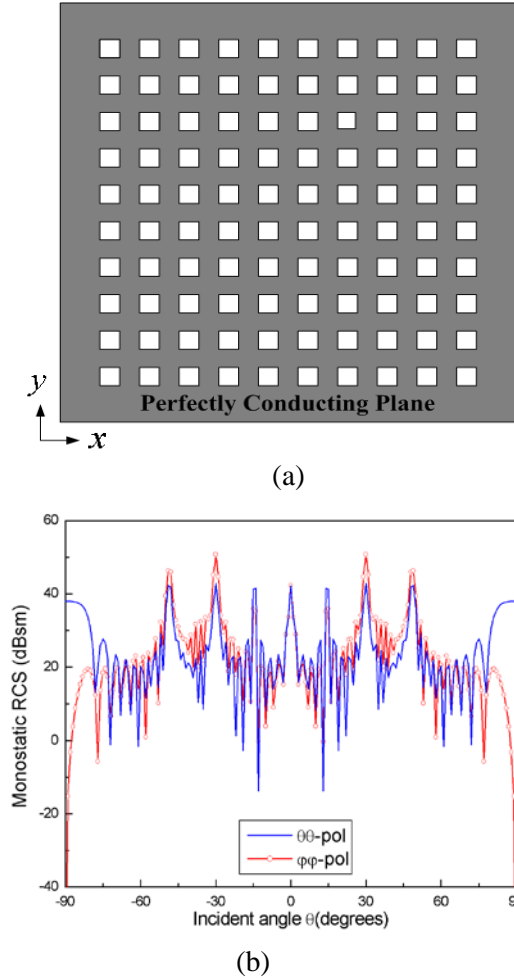 y
x
Perfectly Conducting Plane
(a)
Monostatic RCS (dBsm)
60
40
20
0
-20
-40
θθ-pol
φφ-pol
-90
-60
-30
0
30
60
90
Incident angle θ(degrees)
(b)